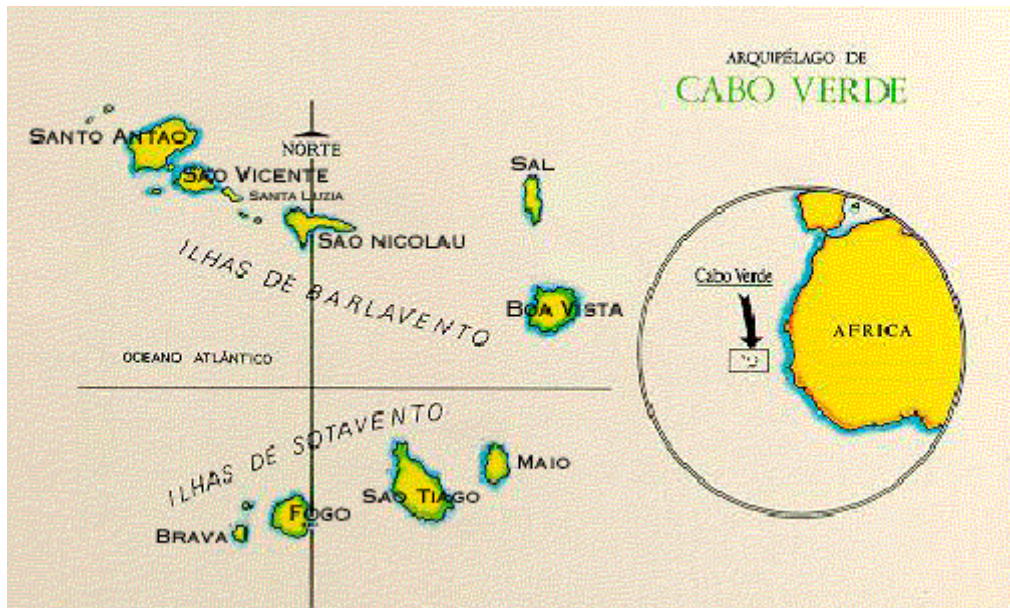 ARQUIPÉLAGO DE
CABO VERDE
SANTO ANTAO
NORTE
SAO VICENTE
SANTA LUZIA
SAL
SAO NICOLAU
ILHAS DE BARLAVENTO
BOA VISTA
Cabo Verde
AFRICA
OCEANO ATLÂNTICO
ILHAS DE SOTAVENTO
MAIO
SAO TIAGO
FOGO
BRAVA